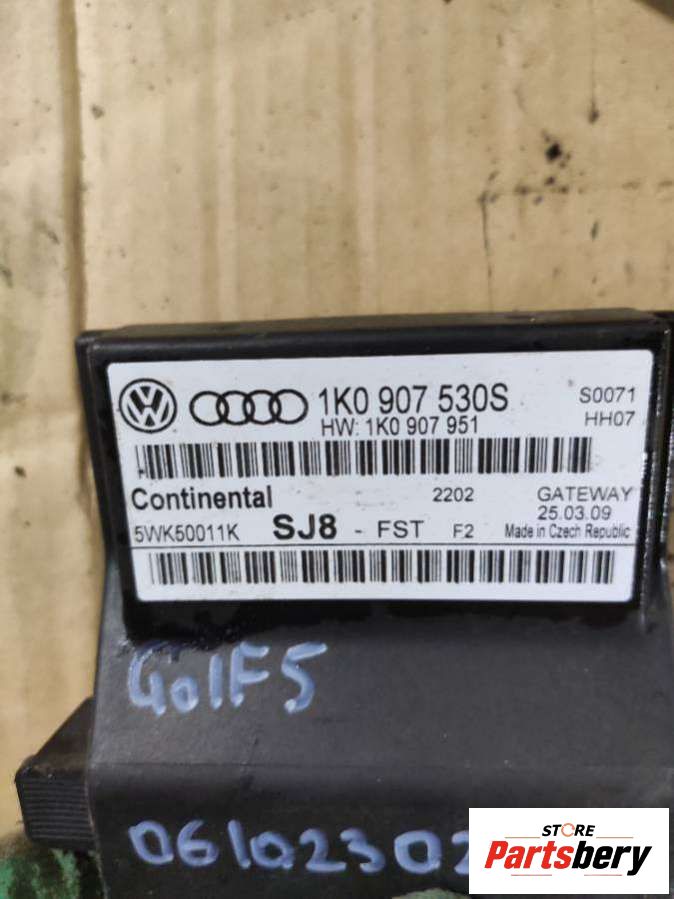 1K0 907 530S S0071
HW: 1K0 907 951 HH07
Continental 2202 GATEWAY
25.03.09
5WK50011K SJ8 - FST F2 Made in Czech Republic
GolF5
06102302
STORE
Partsbery